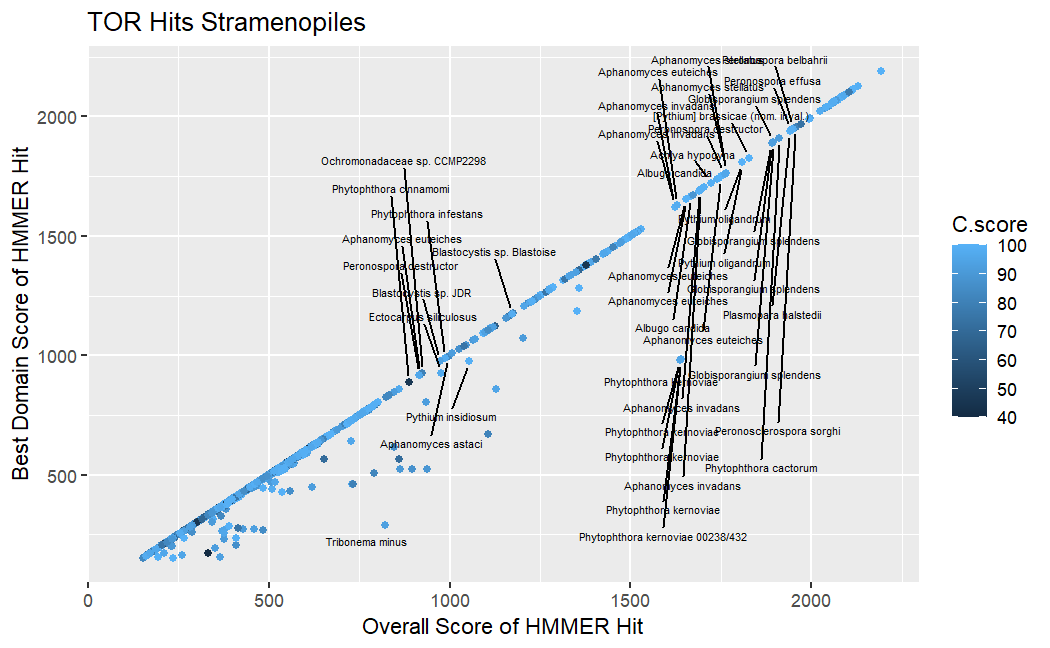 TOR Hits Stramenopiles
Best Domain Score of HMMER Hit
2000
1500
1000
500
0
500
1000
1500
2000
Overall Score of HMMER Hit
C.score
100
90
80
70
60
50
40
Aphanomyces stellatus
Peronospora belbahrii
Aphanomyces euteiches
Peronospora effusa
Aphanomyces stellatus
Globisporangium splendens
Aphanomyces invadans
[Pythium] brassicae (nom. inval.)
Peronospora destructor
Aphanomyces invadans
Achlya hypogyna
Albugo candida
Ochromonadaceae sp. CCMP2298
Phytophthora cinnamomi
Phytophthora infestans
Aphanomyces euteiches
Blastocystis sp. Blastoise
Peronospora destructor
Blastocystis sp. JDR
Ectocarpus siliculosus
Pythium oligandrum
Globisporangium splendens
Pythium oligandrum
Aphanomyces euteiches
Globisporangium splendens
Aphanomyces euteiches
Plasmopara halstedii
Albugo candida
Aphanomyces euteiches
Globisporangium splendens
Phytophthora kernoviae
Aphanomyces invadans
Pythium insidiosum
Phytophthora kernoviae
Peronosclerospora sorghi
Aphanomyces astaci
Phytophthora kernoviae
Phytophthora cactorum
Aphanomyces invadans
Phytophthora kernoviae
Tribonema minus
Phytophthora kernoviae 00238/432